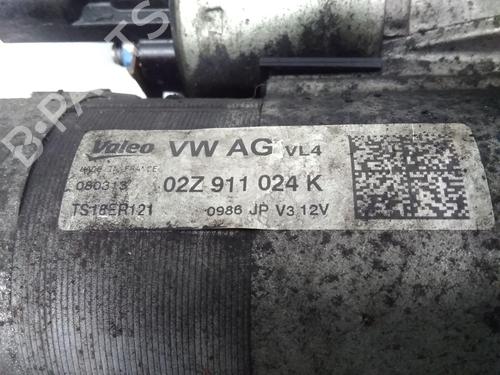 Valeo VW AG VL4
MADE IN FRANCE
080313 02Z 911 024 K
TS18ER121 0986 JP V3 12V
B-PARTS